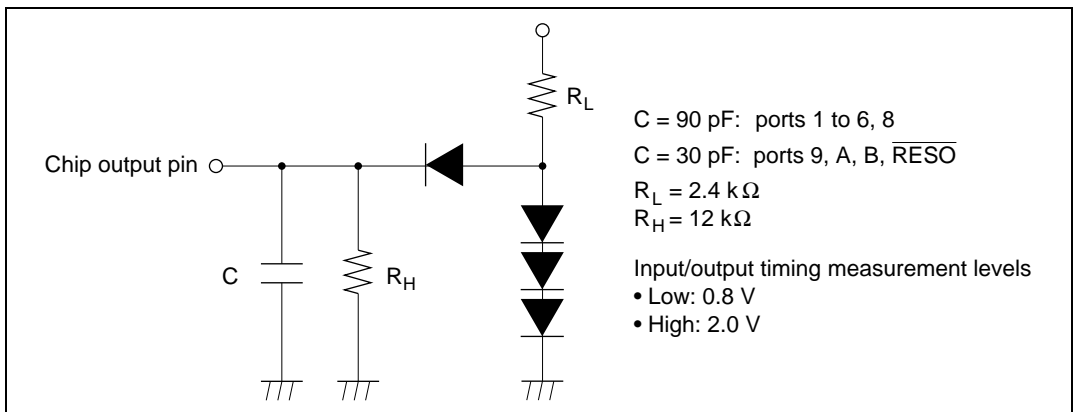 R_L
Chip output pin
C
R_H
C = 90 pF: ports 1 to 6, 8
C = 30 pF: ports 9, A, B, R̅E̅S̅O̅
R_L = 2.4 kΩ
R_H = 12 kΩ
Input/output timing measurement levels
• Low: 0.8 V
• High: 2.0 V